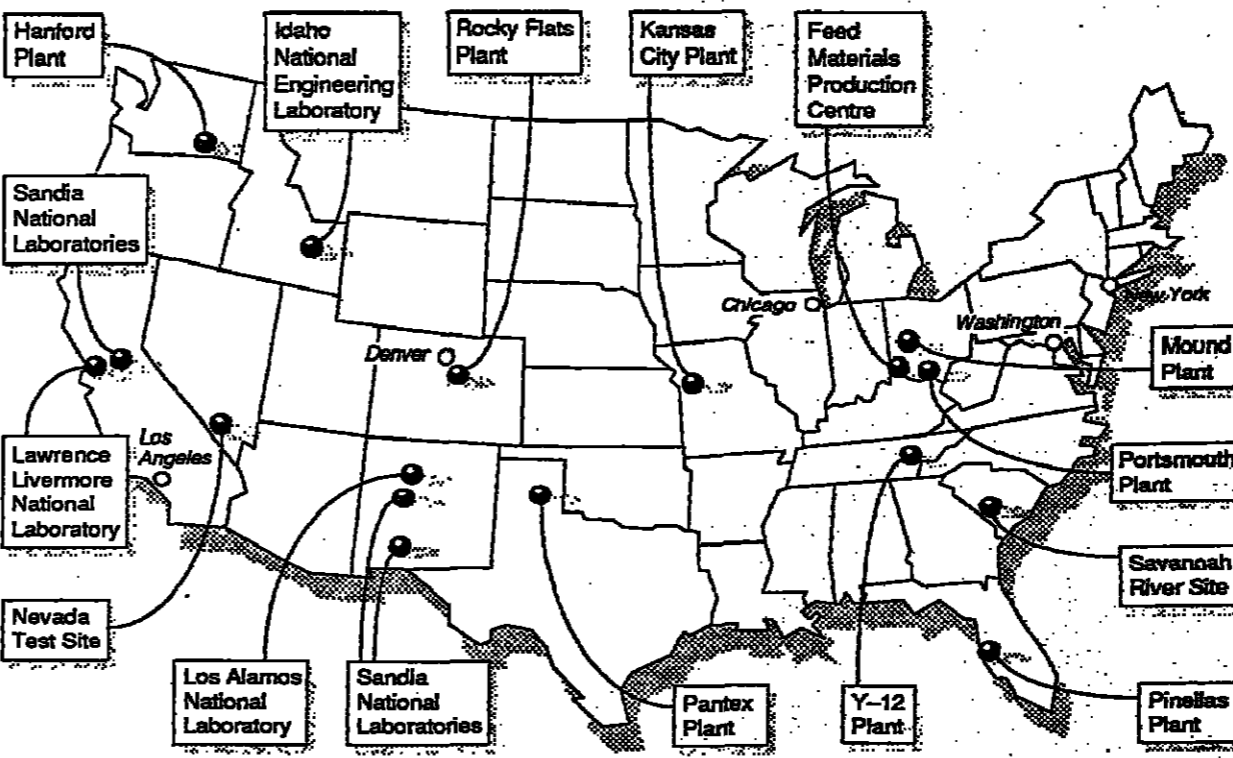 Hanford
Plant
Idaho
National
Engineering
Laboratory
Rocky Flats
Plant
Kansas
City Plant
Feed
Materials
Production
Centre
Sandia
National
Laboratories
Chicago
New York
Washington
Denver
Mound
Plant
Los
Angeles
Lawrence
Livermore
National
Laboratory
Portsmouth
Plant
Savannah
River Site
Nevada
Test Site
Los Alamos
National
Laboratory
Sandia
National
Laboratories
Pantex
Plant
Y-12
Plant
Pinellas
Plant